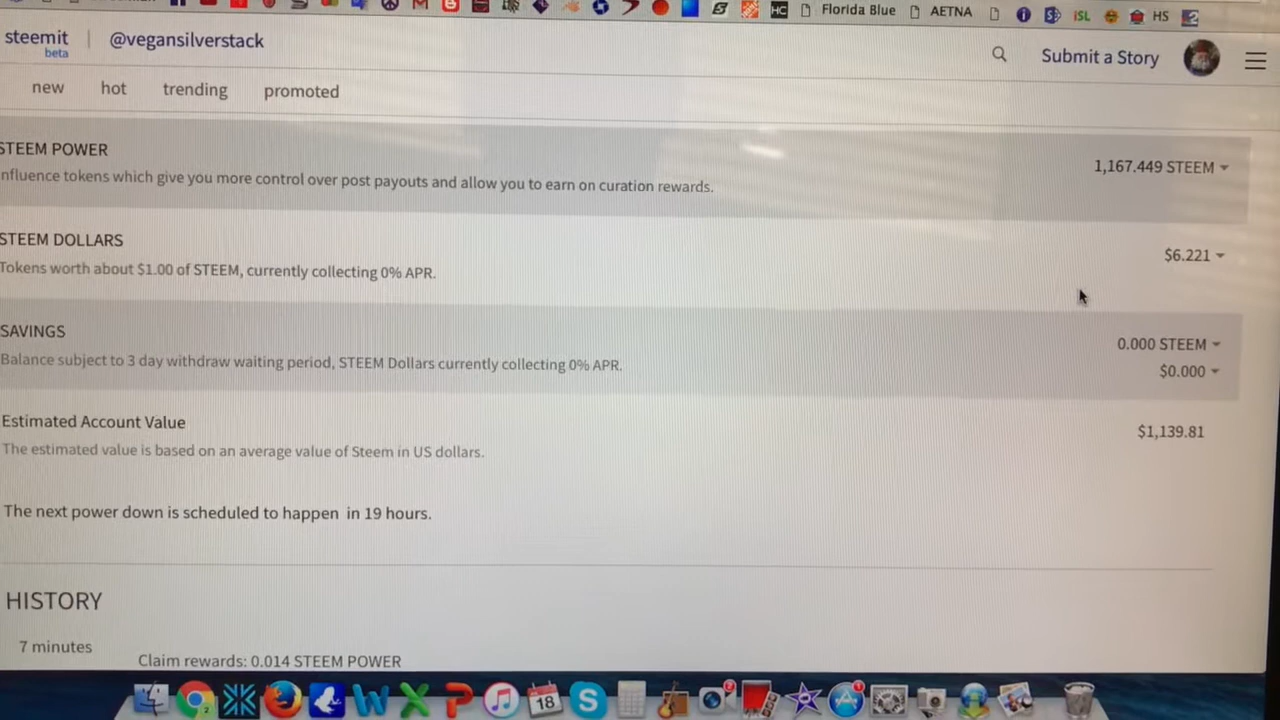 Florida Blue AETNA iSL HS
steemit @vegansilverstack
beta
Submit a Story
new hot trending promoted
STEEM POWER
1,167.449 STEEM
nfluence tokens which give you more control over post payouts and allow you to earn on curation rewards.
STEEM DOLLARS
$6.221
Tokens worth about $1.00 of STEEM, currently collecting 0% APR.
SAVINGS
0.000 STEEM
Balance subject to 3 day withdraw waiting period, STEEM Dollars currently collecting 0% APR.
$0.000
Estimated Account Value
$1,139.81
The estimated value is based on an average value of Steem in US dollars.
The next power down is scheduled to happen in 19 hours.
HISTORY
7 minutes
Claim rewards: 0.014 STEEM POWER
18